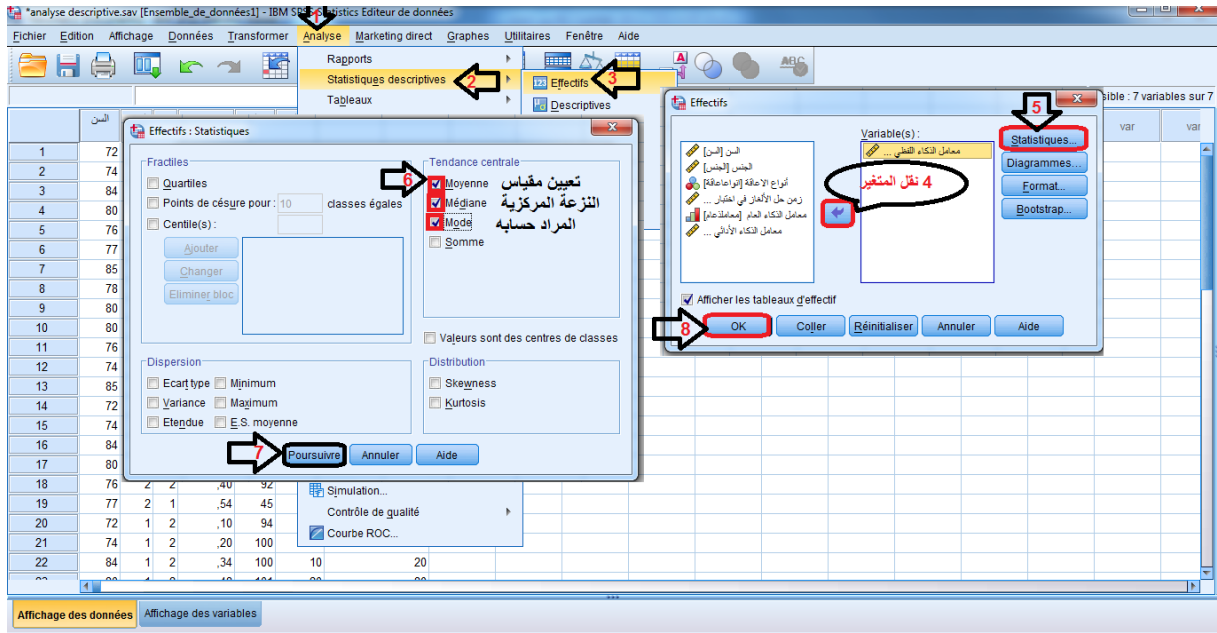 *analyse descriptive.sav [Ensemble_de_données1] - IBM SPSS Statistics Editeur de données
Fichier Edition Affichage Données Transformer Analyse Marketing direct Graphes Utilitaires Fenêtre Aide
1
Rapports
Statistiques descriptives 2
Tableaux
Effectifs 3
Descriptives
sible : 7 variables sur 7
السن
var var
Effectifs : Statistiques
Fractiles
Quartiles
Points de césure pour : 10 classes égales
Centile(s) :
Ajouter
Changer
Eliminer bloc
Tendance centrale
6 Moyenne تعيين مقياس
Médiane النزعة المركزية
Mode المراد حسابه
Somme
Valeurs sont des centres de classes
Dispersion
Ecart type Minimum
Variance Maximum
Etendue E.S. moyenne
Distribution
Skewness
Kurtosis
7 Poursuivre Annuler Aide
Effectifs
5
السن [السن]
الجنس [الجنس]
أنواع الاعاقة [انواعاعاقة]
زمن حل الألغاز في اختبار ...
معامل الذكاء العام [معاملذعام]
معامل الذكاء الأدائي ...
Variable(s) :
معامل الذكاء اللفظي ...
4 نقل المتغير
Statistiques...
Diagrammes...
Format...
Bootstrap...
Afficher les tableaux d'effectif
8 OK Coller Réinitialiser Annuler Aide
1 72
2 74
3 84
4 80
5 76
6 77
7 85
8 78
9 80
10 80
11 76
12 74
13 85
14 72
15 74
16 84
17 80
18 76 2 2 ,40 92
19 77 2 1 ,54 45
20 72 1 2 ,10 94
21 74 1 2 ,20 100
22 84 1 2 ,34 100 10 20
Simulation...
Contrôle de qualité
Courbe ROC...
Affichage des données Affichage des variables